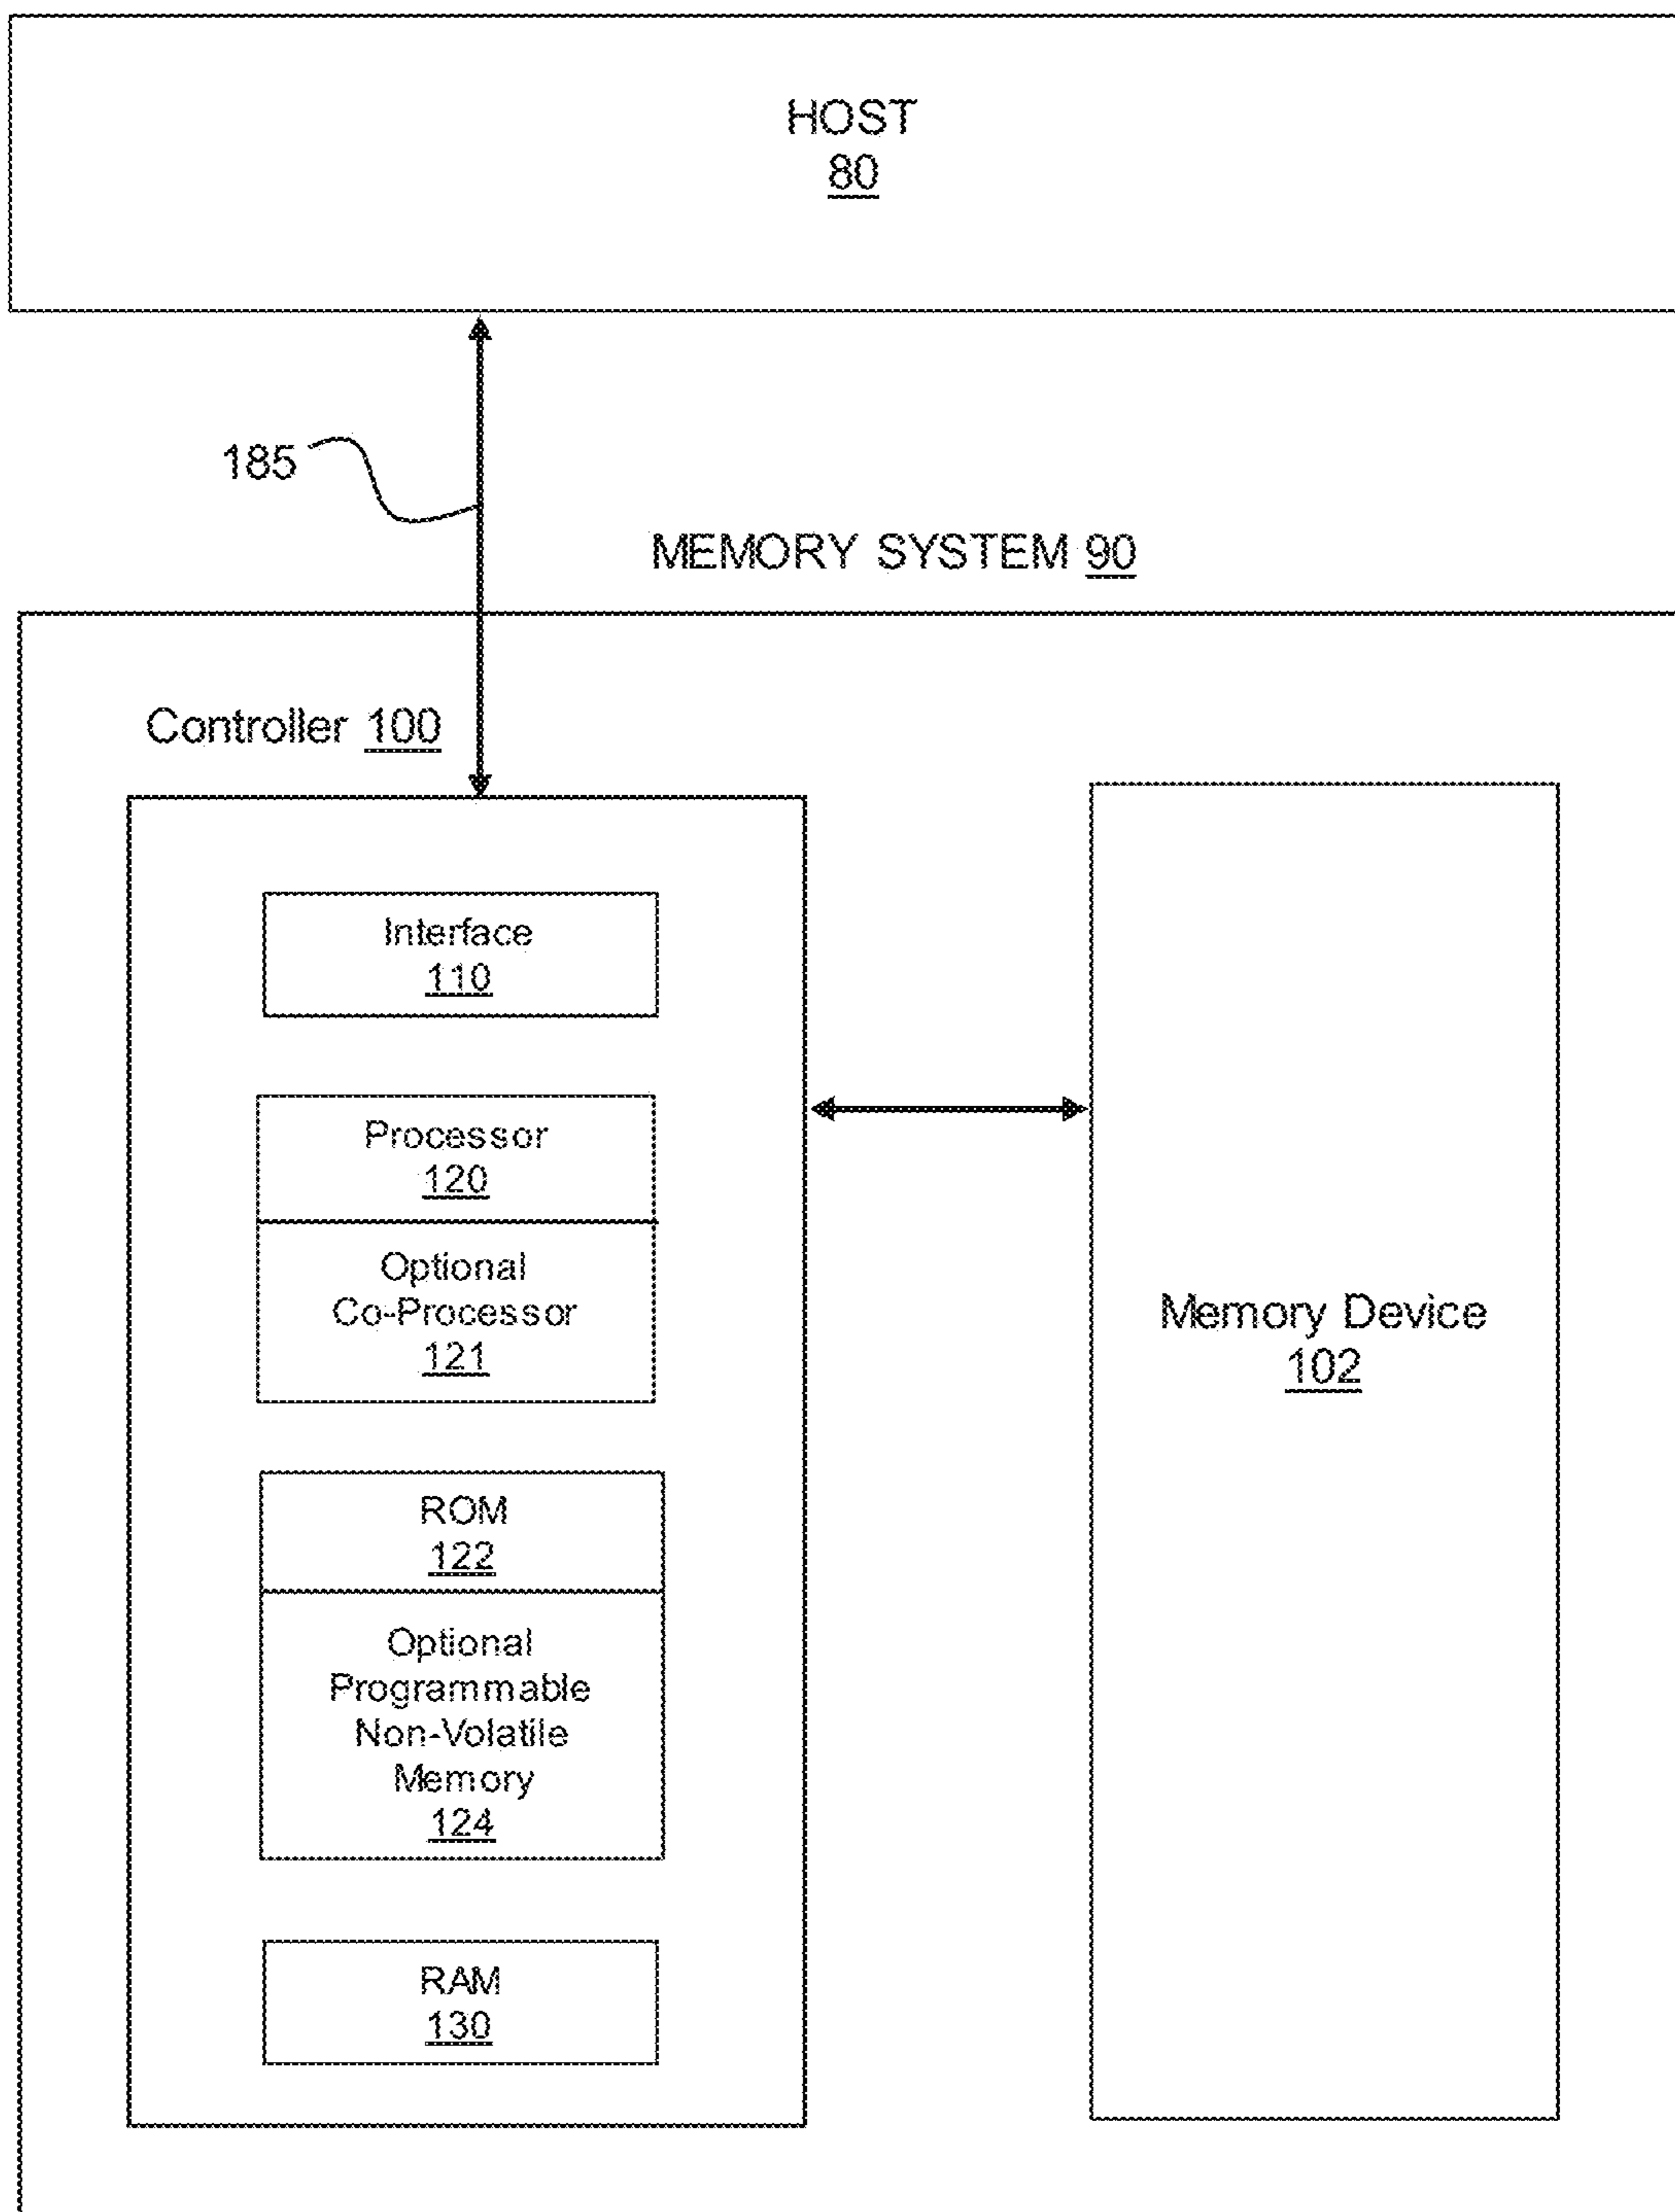 HOST
80
185
MEMORY SYSTEM 90
Controller 100
Interface
110
Processor
120
Optional
Co-Processor
121
ROM
122
Optional
Programmable
Non-Volatile
Memory
124
RAM
130
Memory Device
102